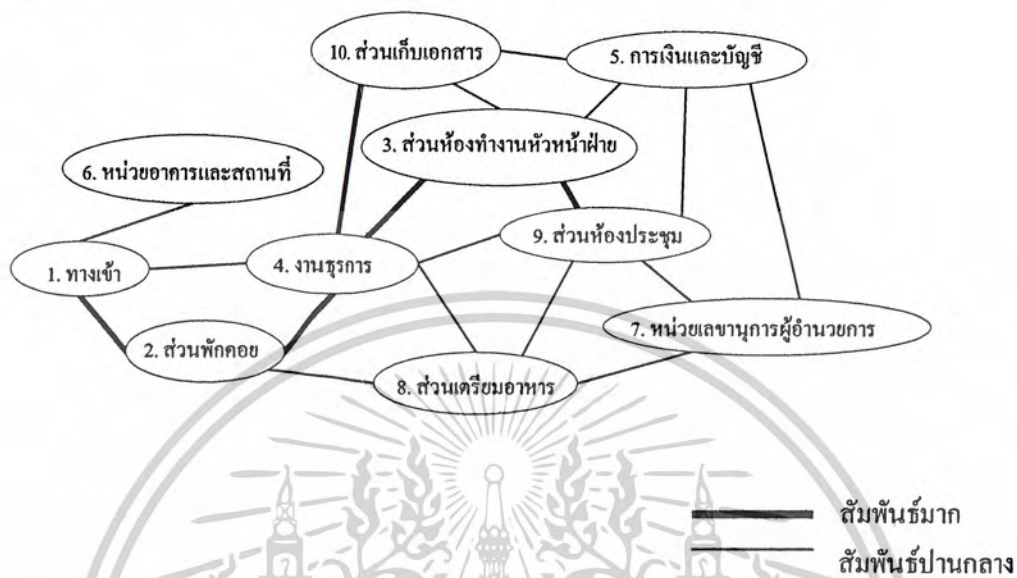 10. ส่วนเก็บเอกสาร
5. การเงินและบัญชี
3. ส่วนห้องทำงานหัวหน้าฝ่าย
6. หน่วยอาคารและสถานที่
9. ส่วนห้องประชุม
1. ทางเข้า
4. งานธุรการ
7. หน่วยเลขานุการผู้อำนวยการ
2. ส่วนพักคอย
8. ส่วนเตรียมอาหาร
สัมพันธ์มาก
สัมพันธ์ปานกลาง